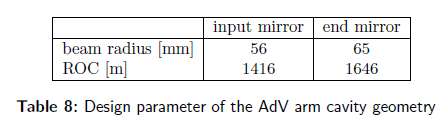 input mirror end mirror
beam radius [mm] 56 65
ROC [m] 1416 1646
Table 8: Design parameter of the AdV arm cavity geometry